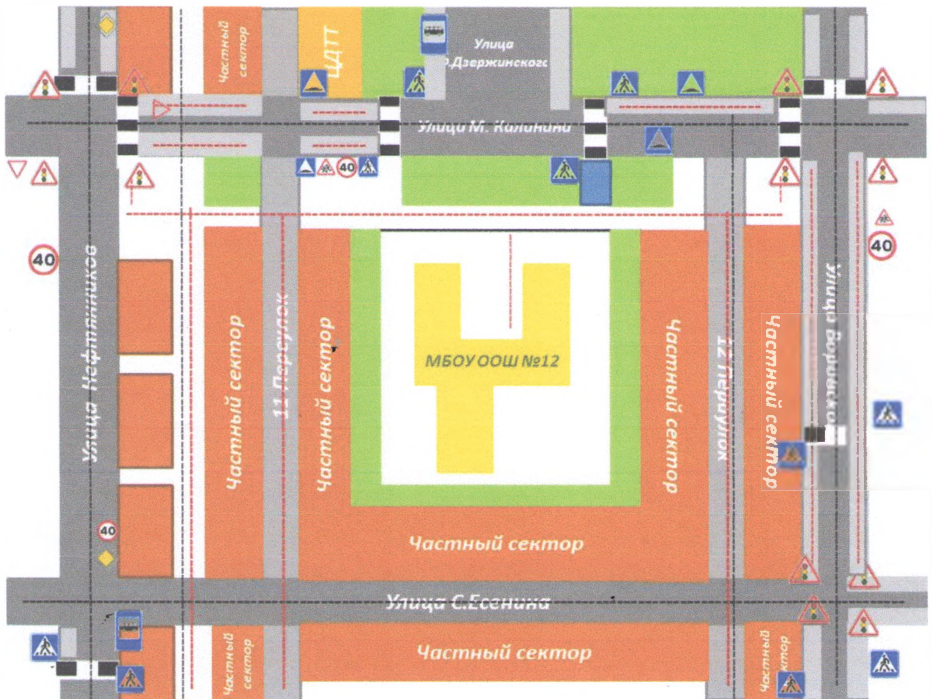 Частный
сектор
ЦДТТ
Улица
Ф.Дзержинского
Улица М. Калинина
40
40
40
Улица Нефтяников
Частный сектор
11 Переулок
Частный сектор
МБОУ ООШ №12
Частный сектор
12 Переулок
Частный сектор
40
Частный сектор
Улица С.Есенина
Частный
сектор
Частный сектор
Частный
сектор